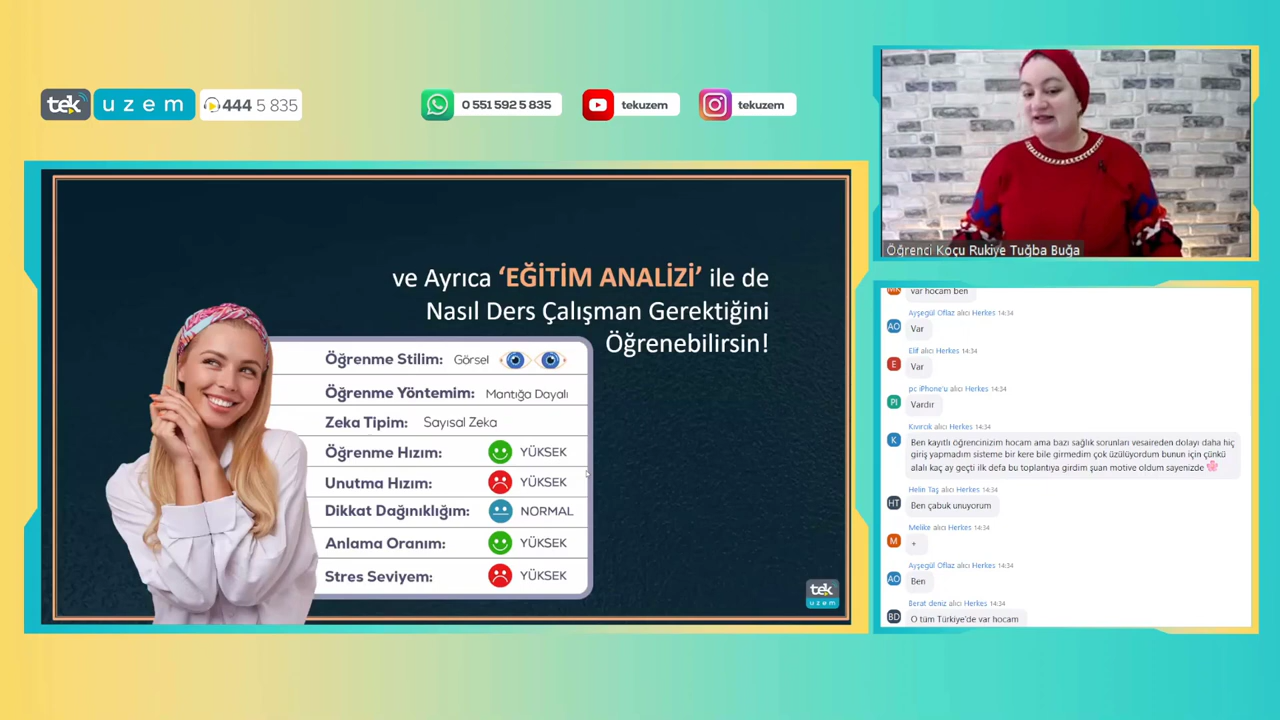 tek uzem 444 5 835
0 551 592 5 835
tekuzem
tekuzem
ve Ayrıca ‘EĞİTİM ANALİZİ’ ile de
Nasıl Ders Çalışman Gerektiğini
Öğrenebilirsin!
Öğrenme Stilim: Görsel
Öğrenme Yöntemim: Mantığa Dayalı
Zeka Tipim: Sayısal Zeka
Öğrenme Hızım: YÜKSEK
Unutma Hızım: YÜKSEK
Dikkat Dağınıklığım: NORMAL
Anlama Oranım: YÜKSEK
Stres Seviyem: YÜKSEK
tek
uzem
Öğrenci Koçu Rukiye Tuğba Buğa
var hocam ben
Ayşegül Oflaz alıcı Herkes 14:34
AO
Var
Elif alıcı Herkes 14:34
E
Var
pc iPhone'u alıcı Herkes 14:34
PI
Vardır
Kıvırcık alıcı Herkes 14:34
K
Ben kayıtlı öğrencinizim hocam ama bazı sağlık sorunları vesaireden dolayı daha hiç
giriş yapmadım sisteme bir kere bile girmedim çok üzülüyordum bunun için çünkü
alalı kaç ay geçti ilk defa bu toplantıya girdim şuan motive oldum sayenizde
Helin Taş alıcı Herkes 14:34
HT
Ben çabuk unuyorum
Melike alıcı Herkes 14:34
M
+
Ayşegül Oflaz alıcı Herkes 14:34
AO
Ben
Berat deniz alıcı Herkes 14:34
BD
O tüm Türkiye'de var hocam